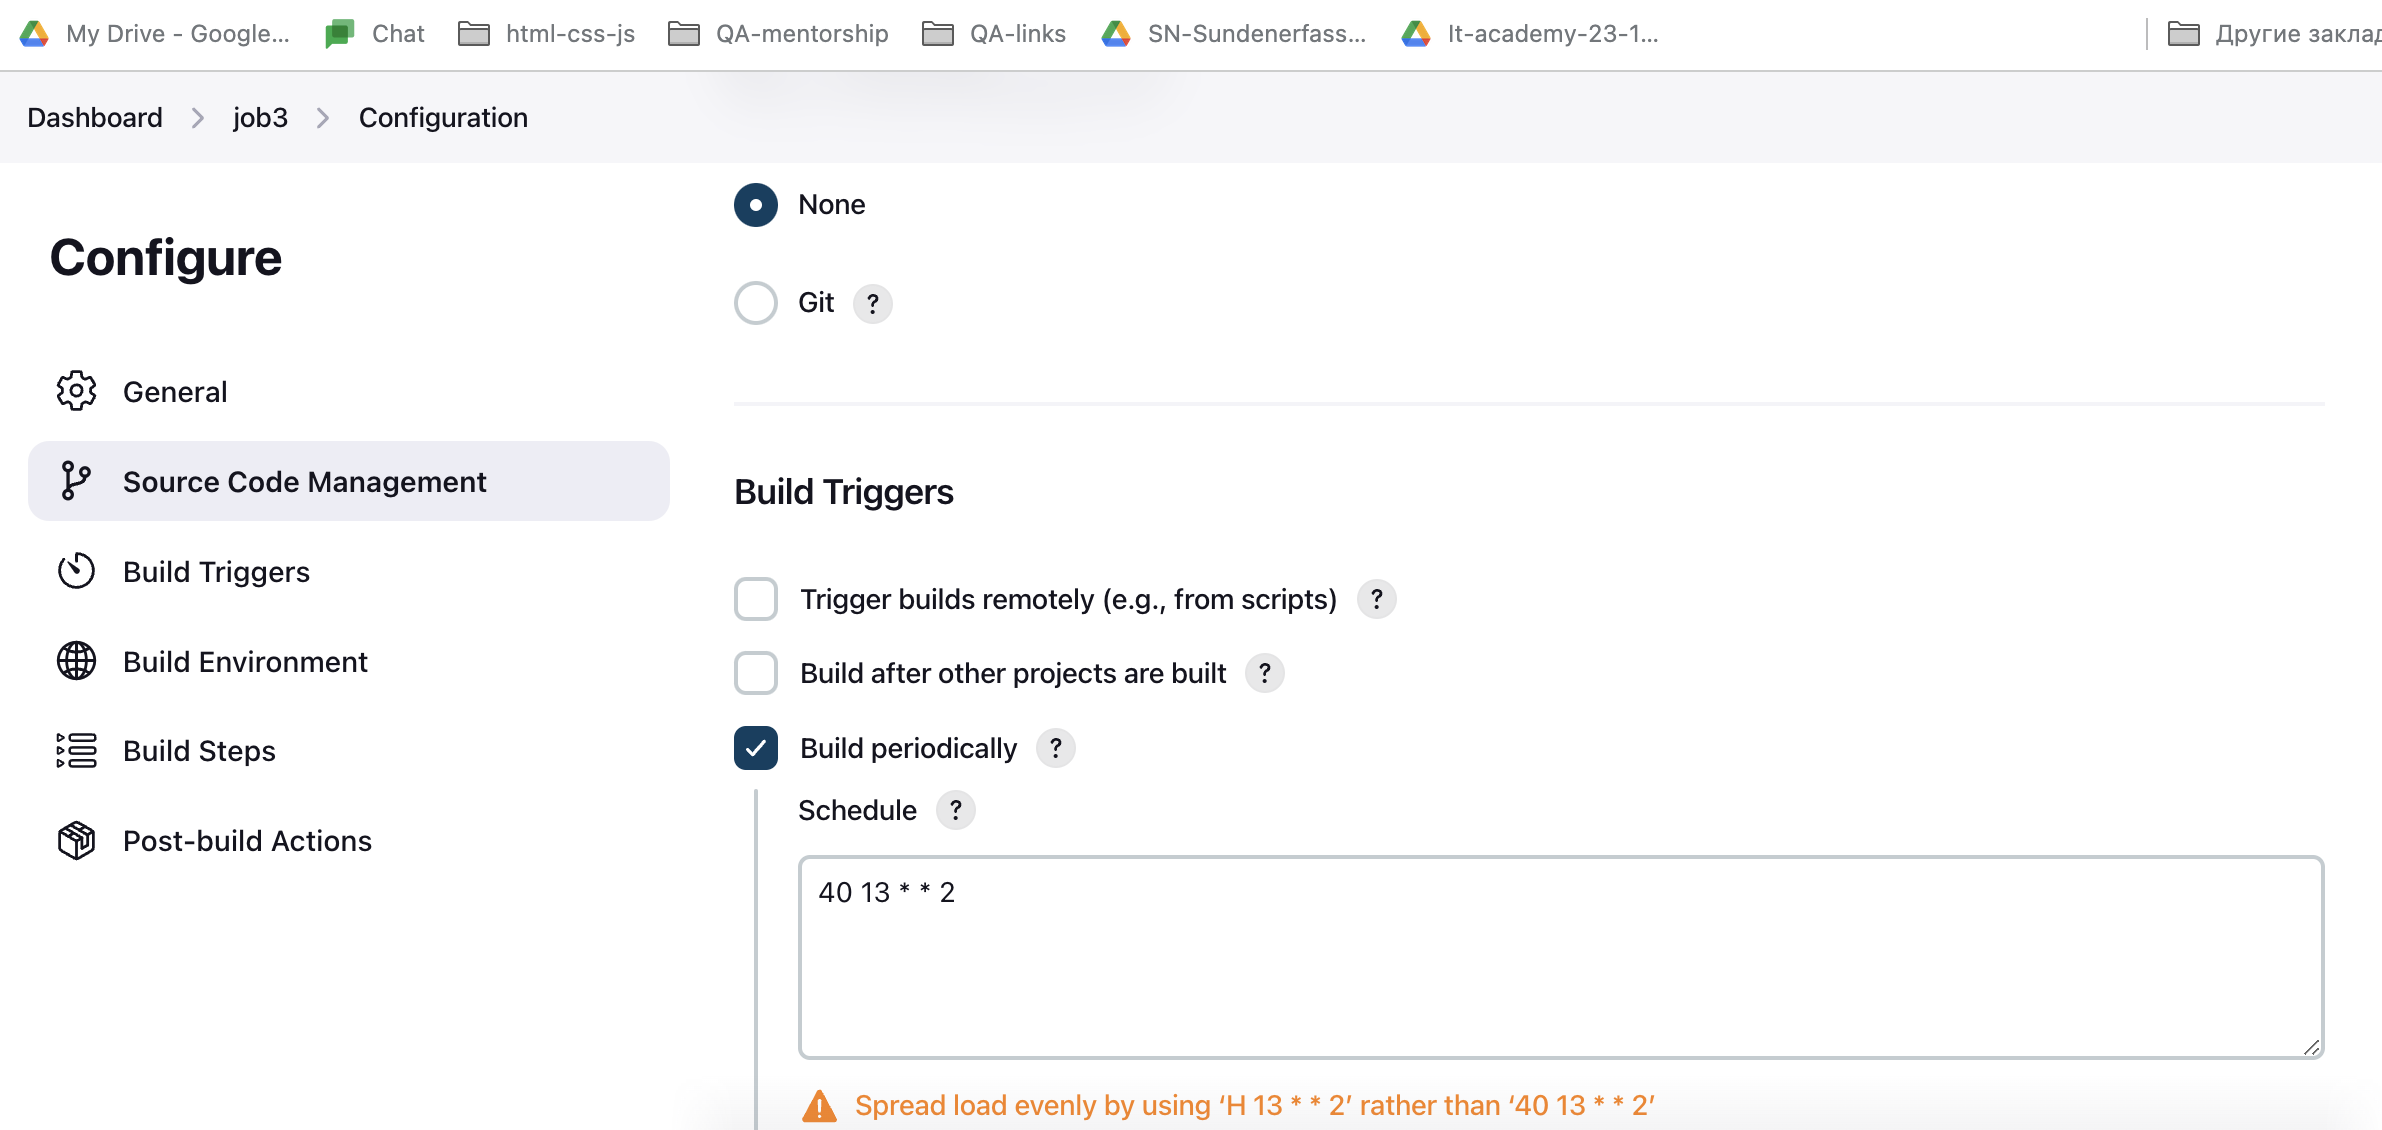 My Drive - Google... Chat html-css-js QA-mentorship QA-links SN-Sundenerfass... It-academy-23-1... Другие заклад
Dashboard > job3 > Configuration
Configure
General
Source Code Management
Build Triggers
Build Environment
Build Steps
Post-build Actions
None
Git ?
Build Triggers
Trigger builds remotely (e.g., from scripts) ?
Build after other projects are built ?
Build periodically ?
Schedule ?
40 13 * * 2
Spread load evenly by using ‘H 13 * * 2’ rather than ‘40 13 * * 2’